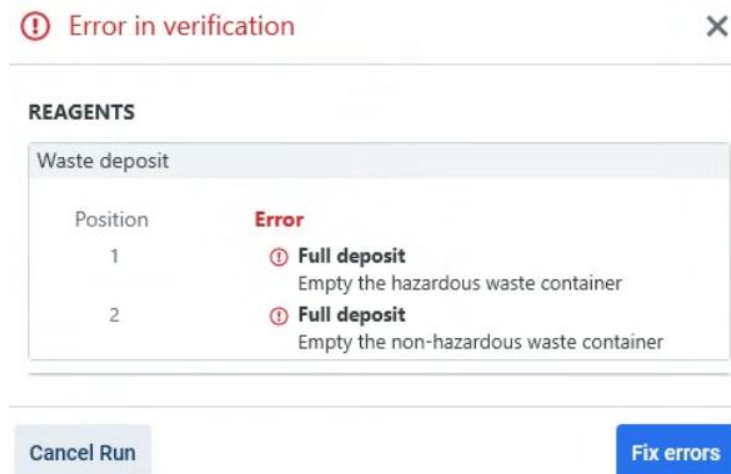 Error in verification
REAGENTS
Waste deposit
Position Error
1 Full deposit
Empty the hazardous waste container
2 Full deposit
Empty the non-hazardous waste container
Cancel Run Fix errors